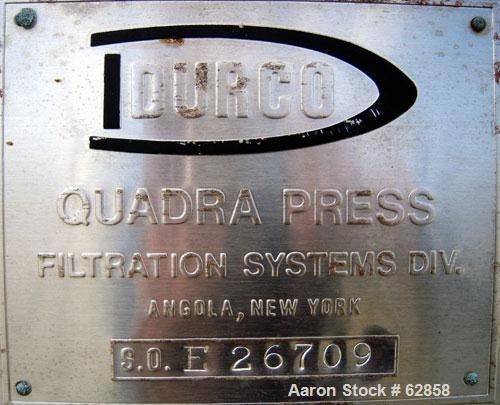 DURCO
QUADRA PRESS
FILTRATION SYSTEMS DIV.
ANGOLA, NEW YORK
S.O. E 26709
Aaron Stock # 62858